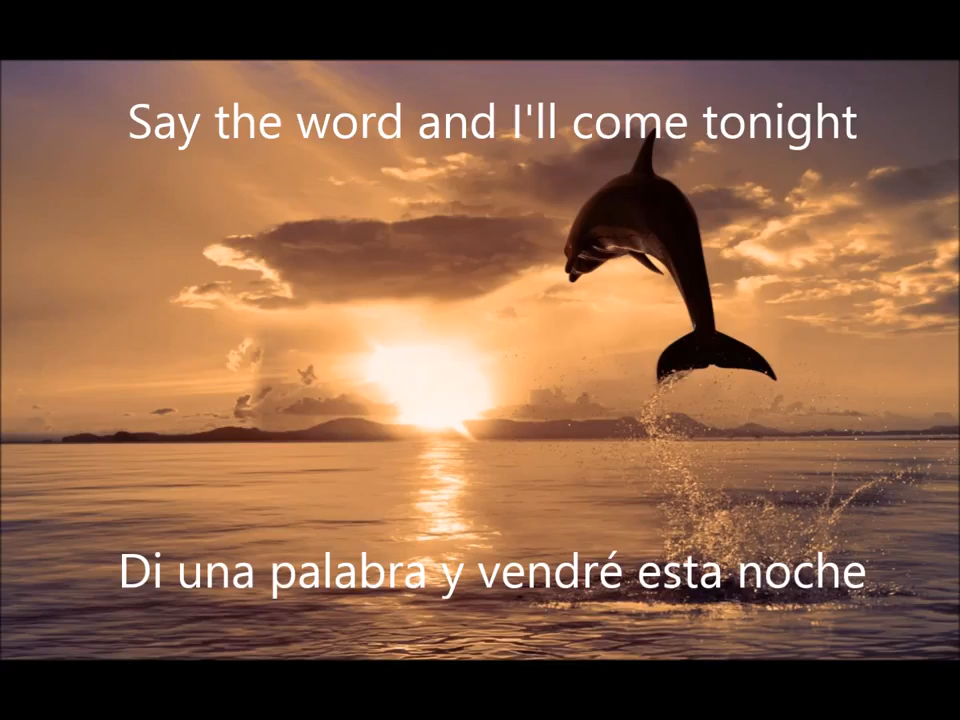 Say the word and I'll come tonight
Di una palabra y vendré esta noche